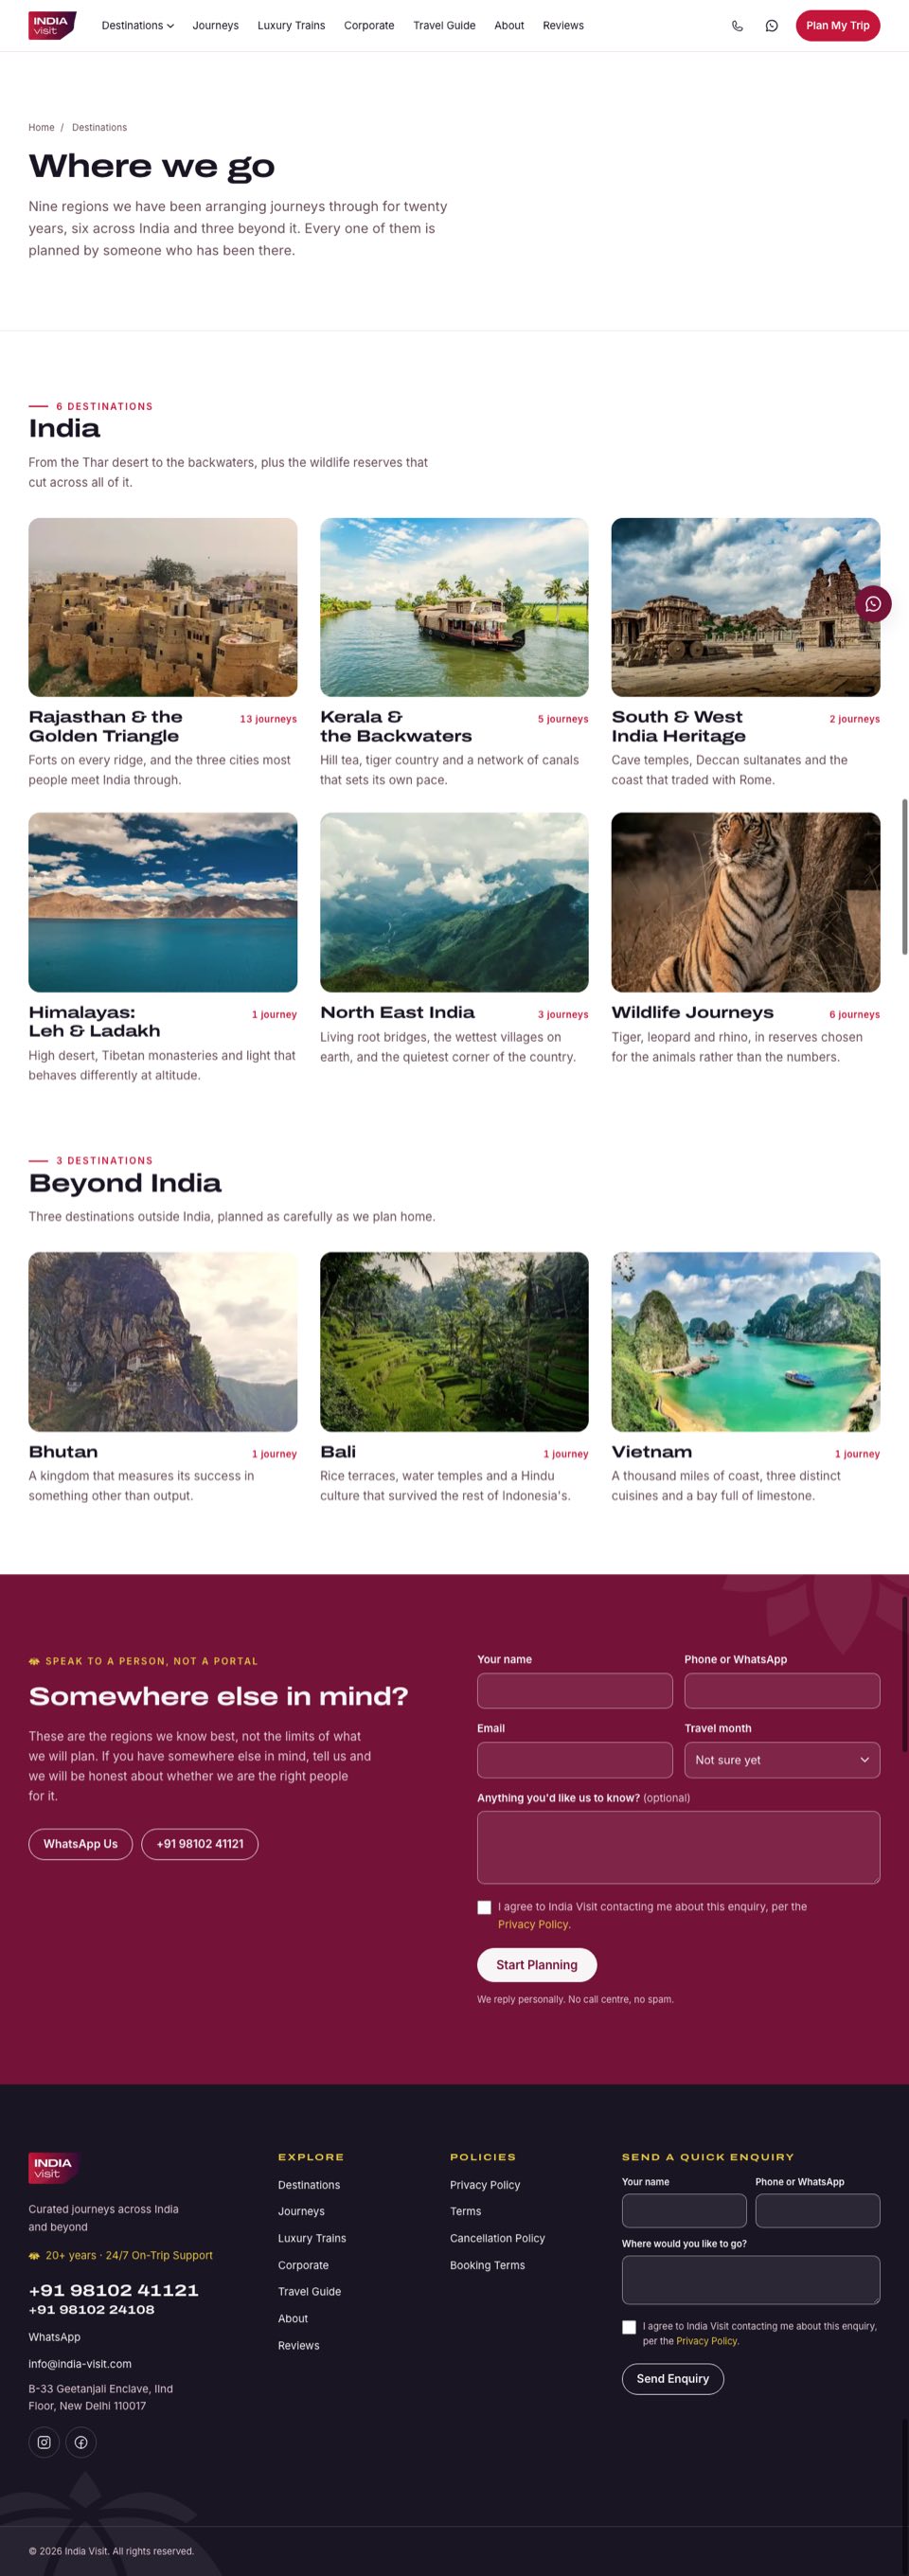 INDIA
visit
Destinations
Journeys
Luxury Trains
Corporate
Travel Guide
About
Reviews
Plan My Trip
Home / Destinations
Where we go
Nine regions we have been arranging journeys through for twenty
years, six across India and three beyond it. Every one of them is
planned by someone who has been there.
6 DESTINATIONS
India
From the Thar desert to the backwaters, plus the wildlife reserves that
cut across all of it.
Rajasthan & the
Golden Triangle
13 journeys
Forts on every ridge, and the three cities most
people meet India through.
Kerala &
the Backwaters
5 journeys
Hill tea, tiger country and a network of canals
that sets its own pace.
South & West
India Heritage
2 journeys
Cave temples, Deccan sultanates and the
coast that traded with Rome.
Himalayas:
Leh & Ladakh
1 journey
High desert, Tibetan monasteries and light that
behaves differently at altitude.
North East India
3 journeys
Living root bridges, the wettest villages on
earth, and the quietest corner of the country.
Wildlife Journeys
6 journeys
Tiger, leopard and rhino, in reserves chosen
for the animals rather than the numbers.
3 DESTINATIONS
Beyond India
Three destinations outside India, planned as carefully as we plan home.
Bhutan
1 journey
A kingdom that measures its success in
something other than output.
Bali
1 journey
Rice terraces, water temples and a Hindu
culture that survived the rest of Indonesia's.
Vietnam
1 journey
A thousand miles of coast, three distinct
cuisines and a bay full of limestone.
SPEAK TO A PERSON, NOT A PORTAL
Somewhere else in mind?
These are the regions we know best, not the limits of what
we will plan. If you have somewhere else in mind, tell us and
we will be honest about whether we are the right people
for it.
WhatsApp Us
+91 98102 41121
Your name
Phone or WhatsApp
Email
Travel month
Not sure yet
Anything you'd like us to know? (optional)
I agree to India Visit contacting me about this enquiry, per the
Privacy Policy.
Start Planning
We reply personally. No call centre, no spam.
INDIA
visit
Curated journeys across India
and beyond
20+ years · 24/7 On-Trip Support
+91 98102 41121
+91 98102 24108
WhatsApp
info@india-visit.com
B-33 Geetanjali Enclave, IInd
Floor, New Delhi 110017
EXPLORE
Destinations
Journeys
Luxury Trains
Corporate
Travel Guide
About
Reviews
POLICIES
Privacy Policy
Terms
Cancellation Policy
Booking Terms
SEND A QUICK ENQUIRY
Your name
Phone or WhatsApp
Where would you like to go?
I agree to India Visit contacting me about this enquiry,
per the Privacy Policy.
Send Enquiry
© 2026 India Visit. All rights reserved.